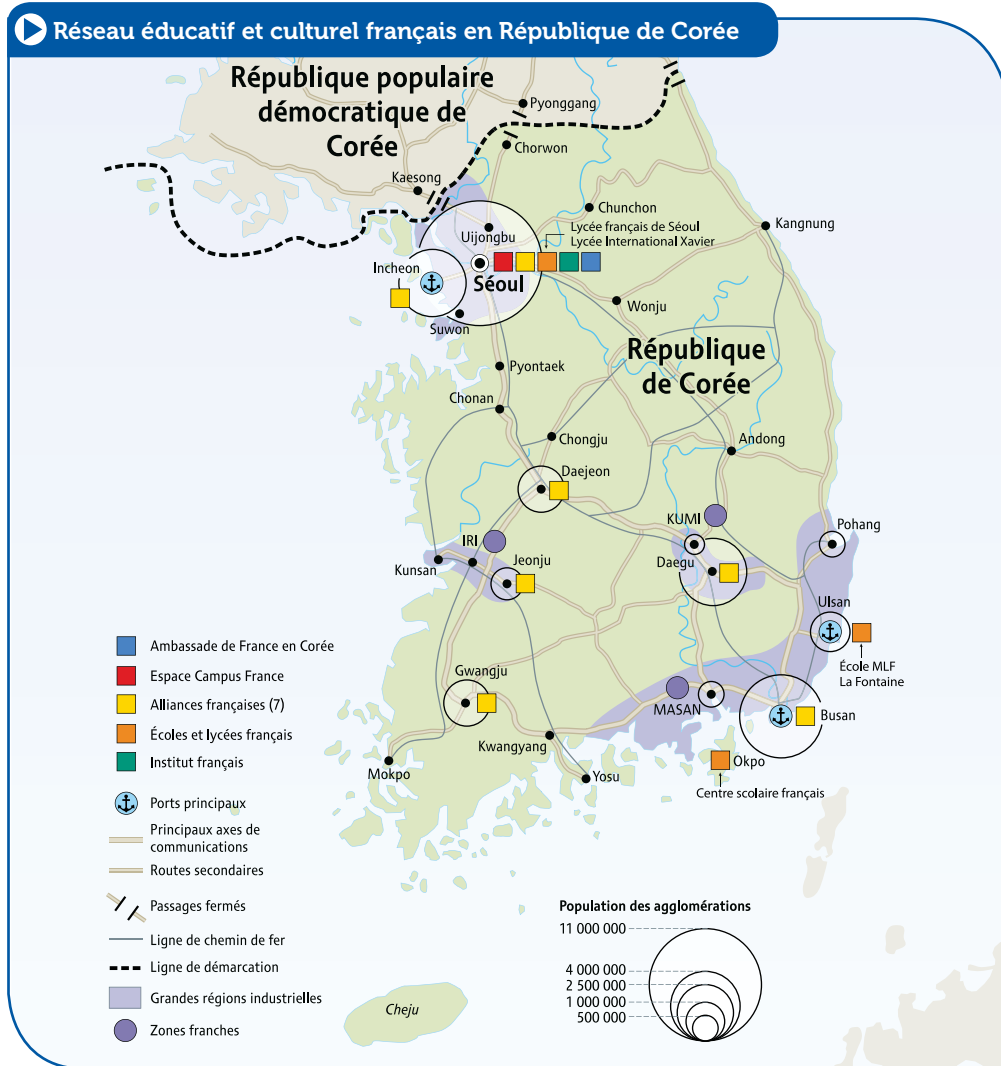 Réseau éducatif et culturel français en République de Corée
République populaire
démocratique de
Corée
Pyonggang
Chorwon
Kaesong
Chunchon
Kangnung
Lycée français de Séoul
Lycée International Xavier
Uijongbu
Incheon
Séoul
Wonju
Suwon
République
de Corée
Pyontaek
Chonan
Chongju
Andong
Daejeon
KUMI
Pohang
IRI
Jeonju
Daegu
Kunsan
Ulsan
École MLF
La Fontaine
Gwangju
MASAN
Busan
Kwangyang
Okpo
Mokpo
Yosu
Centre scolaire français
Ambassade de France en Corée
Espace Campus France
Alliances françaises (7)
Écoles et lycées français
Institut français
Ports principaux
Principaux axes de
communications
Routes secondaires
Passages fermés
Ligne de chemin de fer
Ligne de démarcation
Grandes régions industrielles
Zones franches
Cheju
Population des agglomérations
11 000 000
4 000 000
2 500 000
1 000 000
500 000